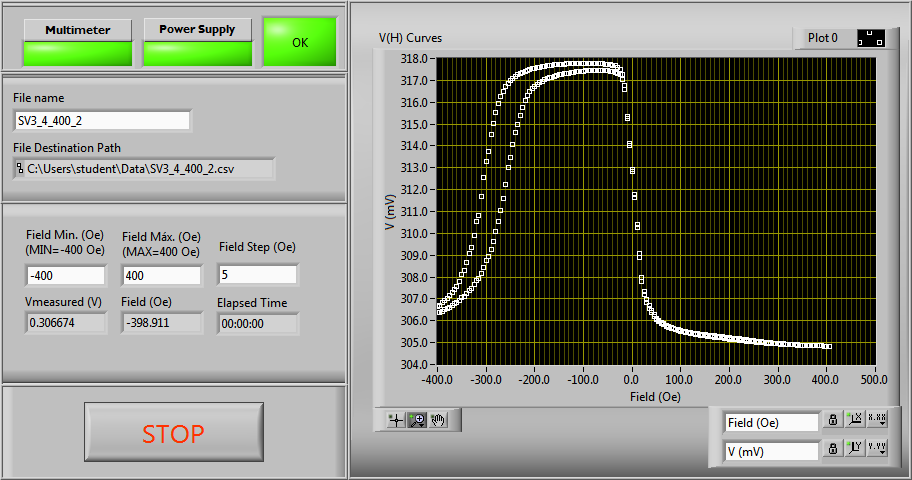 Multimeter
Power Supply
OK
File name
SV3_4_400_2
File Destination Path
C:\Users\student\Data\SV3_4_400_2.csv
Field Min. (Oe)
(MIN=-400 Oe)
Field Máx. (Oe)
(MAX=400 Oe)
Field Step (Oe)
-400
400
5
Vmeasured (V)
Field (Oe)
Elapsed Time
0.306674
-398.911
00:00:00
STOP
V(H) Curves
Plot 0
318.0
317.0
316.0
315.0
314.0
313.0
312.0
311.0
310.0
309.0
308.0
307.0
306.0
305.0
304.0
V (mV)
-400.0 -300.0 -200.0 -100.0 0.0 100.0 200.0 300.0 400.0 500.0
Field (Oe)
Field (Oe)
X
X.XX
V (mV)
Y
Y.YY